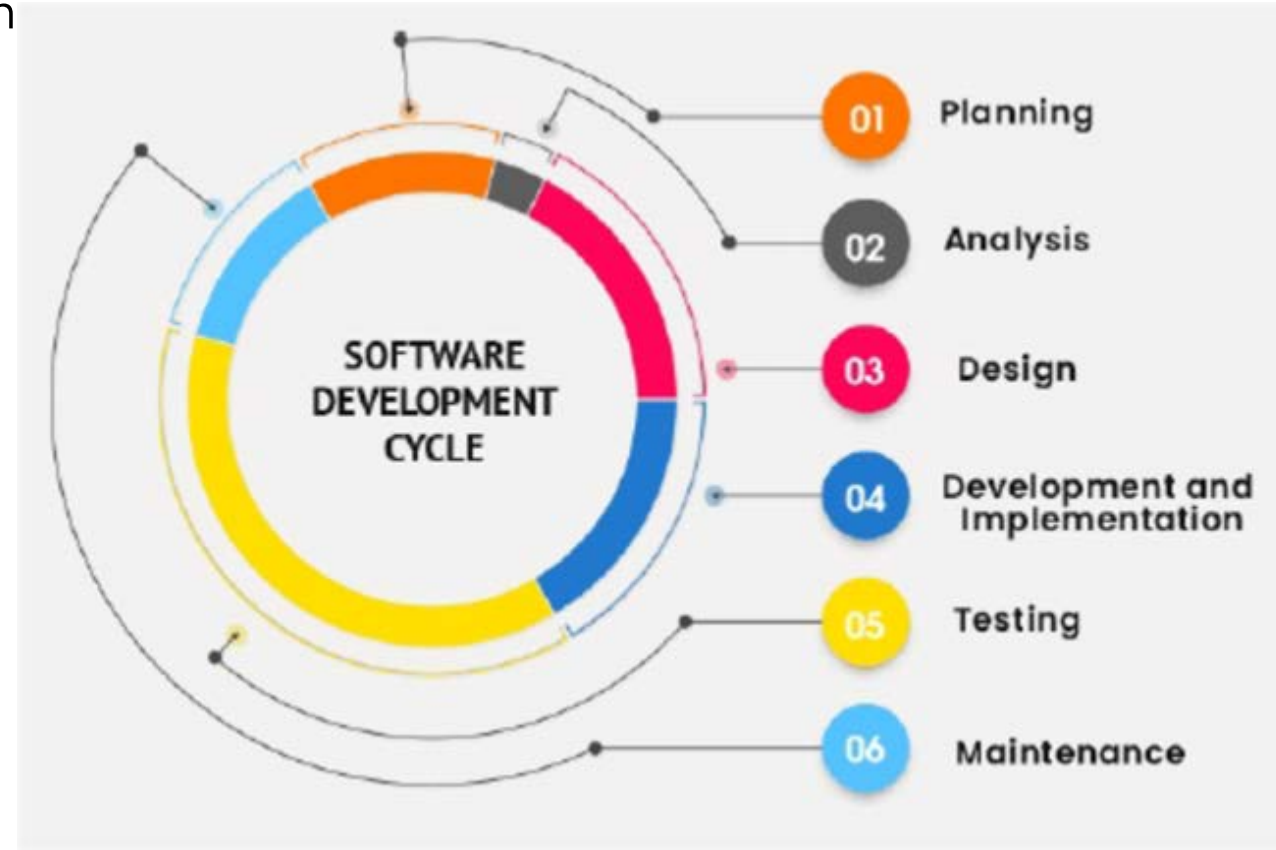 n
SOFTWARE
DEVELOPMENT
CYCLE
01 Planning
02 Analysis
03 Design
04 Development and
Implementation
05 Testing
06 Maintenance